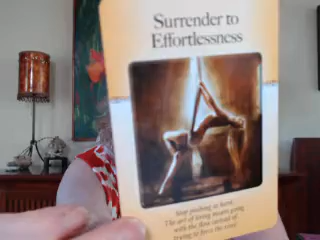 Surrender to
Effortlessness
Stop pushing so hard.
The art of living means going
with the flow instead of
trying to force the river.